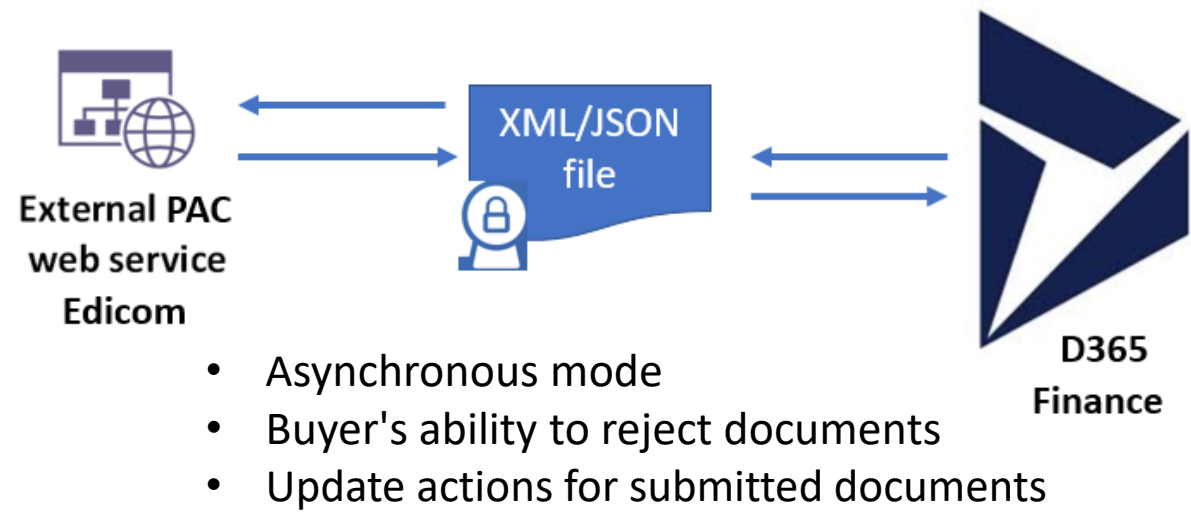 XML/JSON
file
External PAC
web service
Edicom
D365
Finance
• Asynchronous mode
• Buyer's ability to reject documents
• Update actions for submitted documents